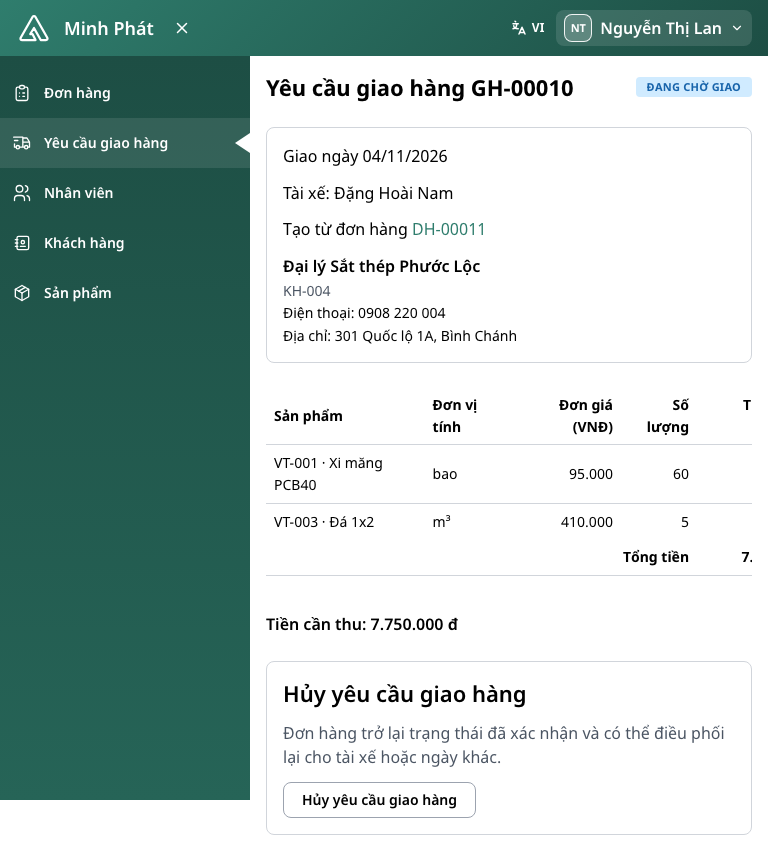 Minh Phát
VI
NT
Nguyễn Thị Lan
Đơn hàng
Yêu cầu giao hàng
Nhân viên
Khách hàng
Sản phẩm
Yêu cầu giao hàng GH-00010
ĐANG CHỜ GIAO
Giao ngày 04/11/2026
Tài xế: Đặng Hoài Nam
Tạo từ đơn hàng DH-00011
Đại lý Sắt thép Phước Lộc
KH-004
Điện thoại: 0908 220 004
Địa chỉ: 301 Quốc lộ 1A, Bình Chánh
Sản phẩm
Đơn vị
tính
Đơn giá
(VNĐ)
Số
lượng
T
VT-001 · Xi măng
PCB40
bao
95.000
60
VT-003 · Đá 1x2
m³
410.000
5
Tổng tiền
7.
Tiền cần thu: 7.750.000 đ
Hủy yêu cầu giao hàng
Đơn hàng trở lại trạng thái đã xác nhận và có thể điều phối
lại cho tài xế hoặc ngày khác.
Hủy yêu cầu giao hàng